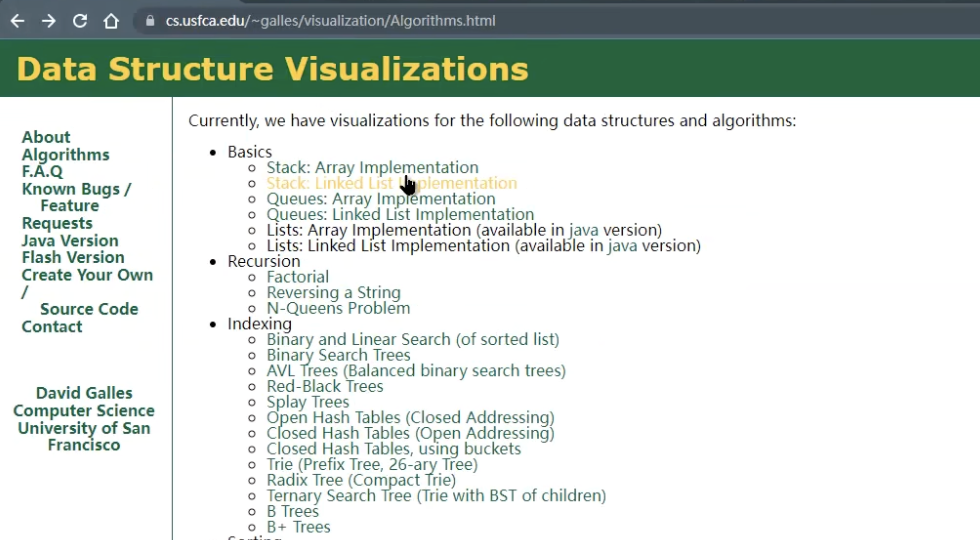 cs.usfca.edu/~galles/visualization/Algorithms.html
Data Structure Visualizations
About
Algorithms
F.A.Q
Known Bugs /
Feature
Requests
Java Version
Flash Version
Create Your Own
/
Source Code
Contact
David Galles
Computer Science
University of San
Francisco
Currently, we have visualizations for the following data structures and algorithms:
Basics
Stack: Array Implementation
Stack: Linked List Implementation
Queues: Array Implementation
Queues: Linked List Implementation
Lists: Array Implementation (available in java version)
Lists: Linked List Implementation (available in java version)
Recursion
Factorial
Reversing a String
N-Queens Problem
Indexing
Binary and Linear Search (of sorted list)
Binary Search Trees
AVL Trees (Balanced binary search trees)
Red-Black Trees
Splay Trees
Open Hash Tables (Closed Addressing)
Closed Hash Tables (Open Addressing)
Closed Hash Tables, using buckets
Trie (Prefix Tree, 26-ary Tree)
Radix Tree (Compact Trie)
Ternary Search Tree (Trie with BST of children)
B Trees
B+ Trees
Sorting